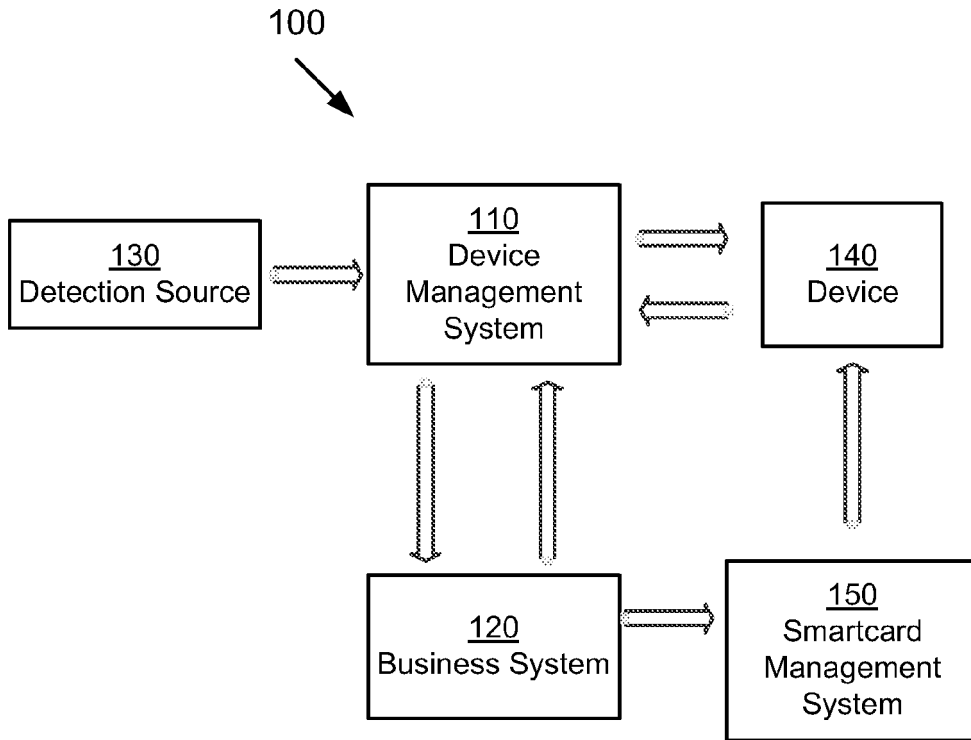 100
130
Detection Source
110
Device
Management
System
140
Device
120
Business System
150
Smartcard
Management
System